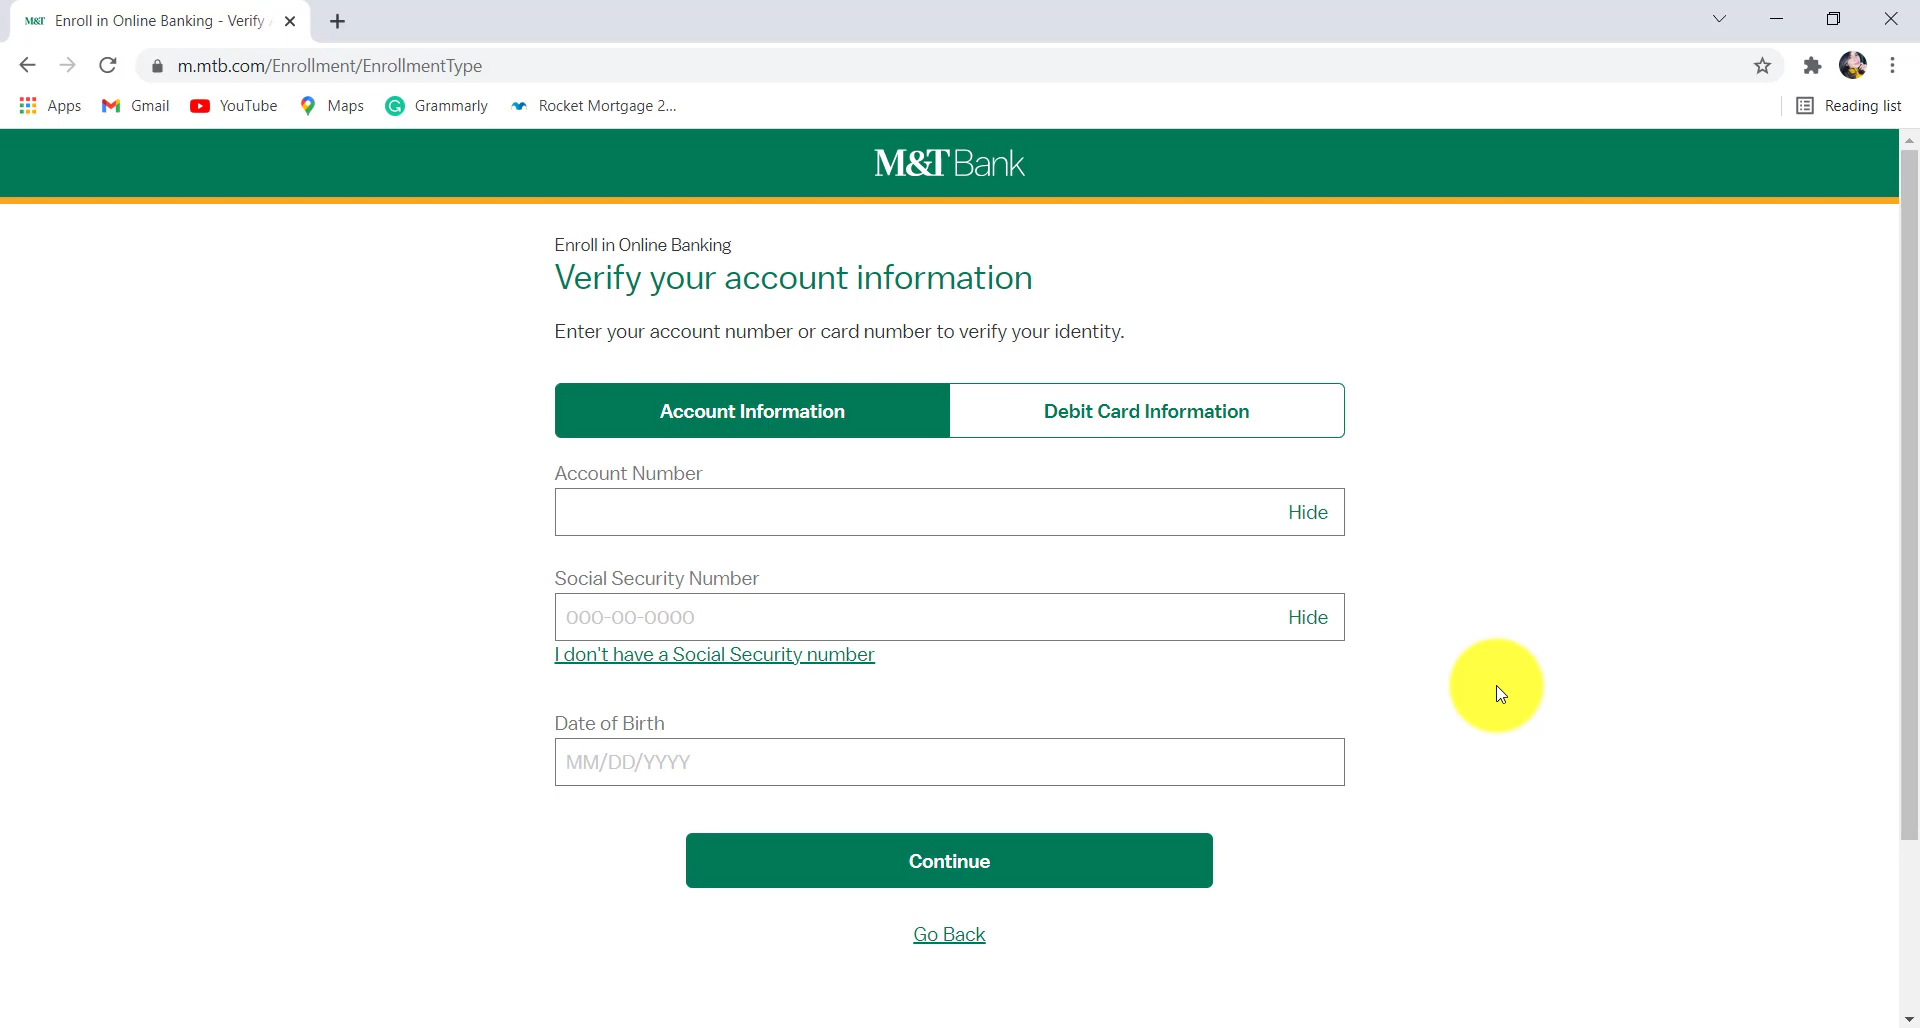 M&T Enroll in Online Banking - Verify
m.mtb.com/Enrollment/EnrollmentType
Apps Gmail YouTube Maps Grammarly Rocket Mortgage 2... Reading list
M&T Bank
Enroll in Online Banking
Verify your account information
Enter your account number or card number to verify your identity.
Account Information Debit Card Information
Account Number
Hide
Social Security Number
000-00-0000 Hide
I don't have a Social Security number
Date of Birth
MM/DD/YYYY
Continue
Go Back